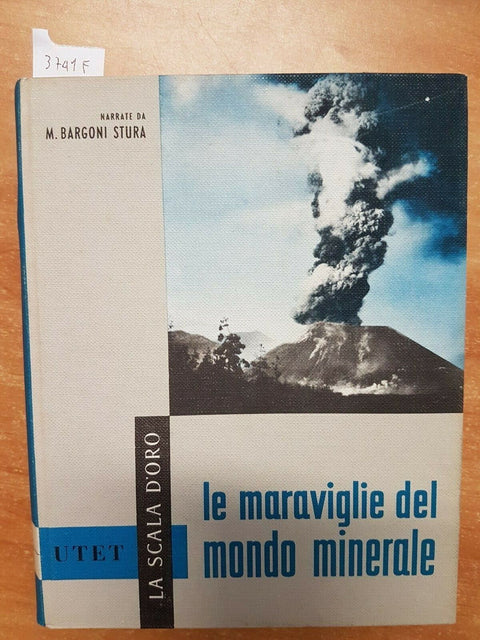 3741 F
NARRATE DA
M. BARGONI STURA
LA SCALA D'ORO
UTET
le maraviglie del
mondo minerale